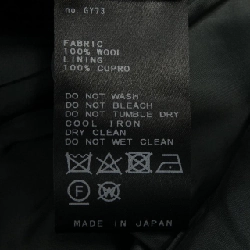 no. GY73
FABRIC
100% WOOL
LINING
100% CUPRO
DO NOT WASH
DO NOT BLEACH
DO NOT TUMBLE DRY
COOL IRON
DRY CLEAN
DO NOT WET CLEAN
F W
MADE IN JAPAN